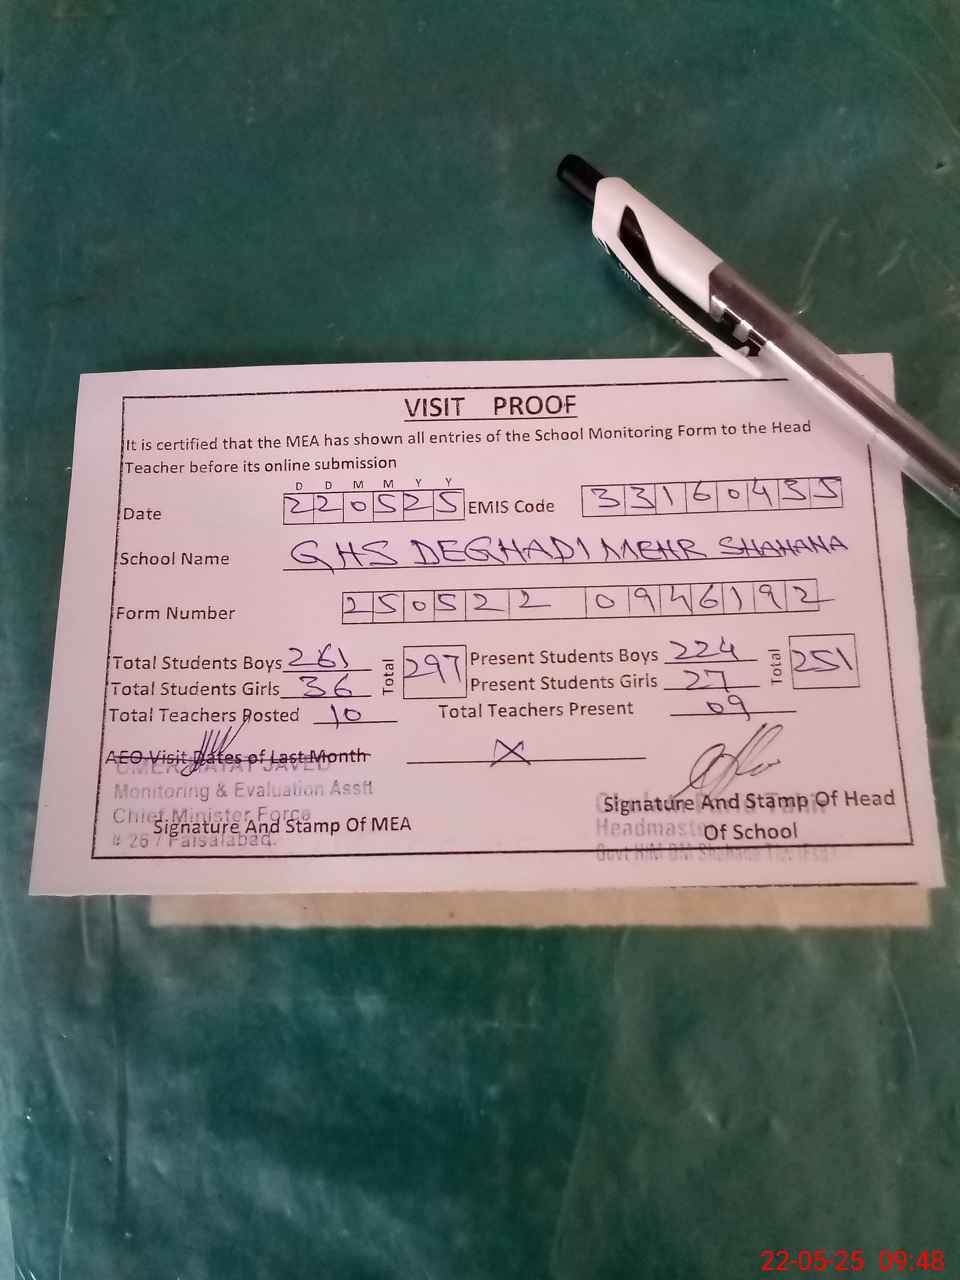 VISIT PROOF
It is certified that the MEA has shown all entries of the School Monitoring Form to the Head
Teacher before its online submission
D D M M Y Y
Date 220525 EMIS Code 33160435
School Name GHS DEGHADI MEHR SHAHANA
Form Number 250522 0946192
Total Students Boys 261 Total 297 Present Students Boys 224 Total 251
Total Students Girls 36 Present Students Girls 27
Total Teachers Posted 10 Total Teachers Present 09
AEO Visit Dates of Last Month X
Monitoring & Evaluation Asstt
Chief Minister Force
Signature And Stamp Of MEA
# 267 Faisalabad.
Signature And Stamp Of Head
Of School
22-05-25 09:48